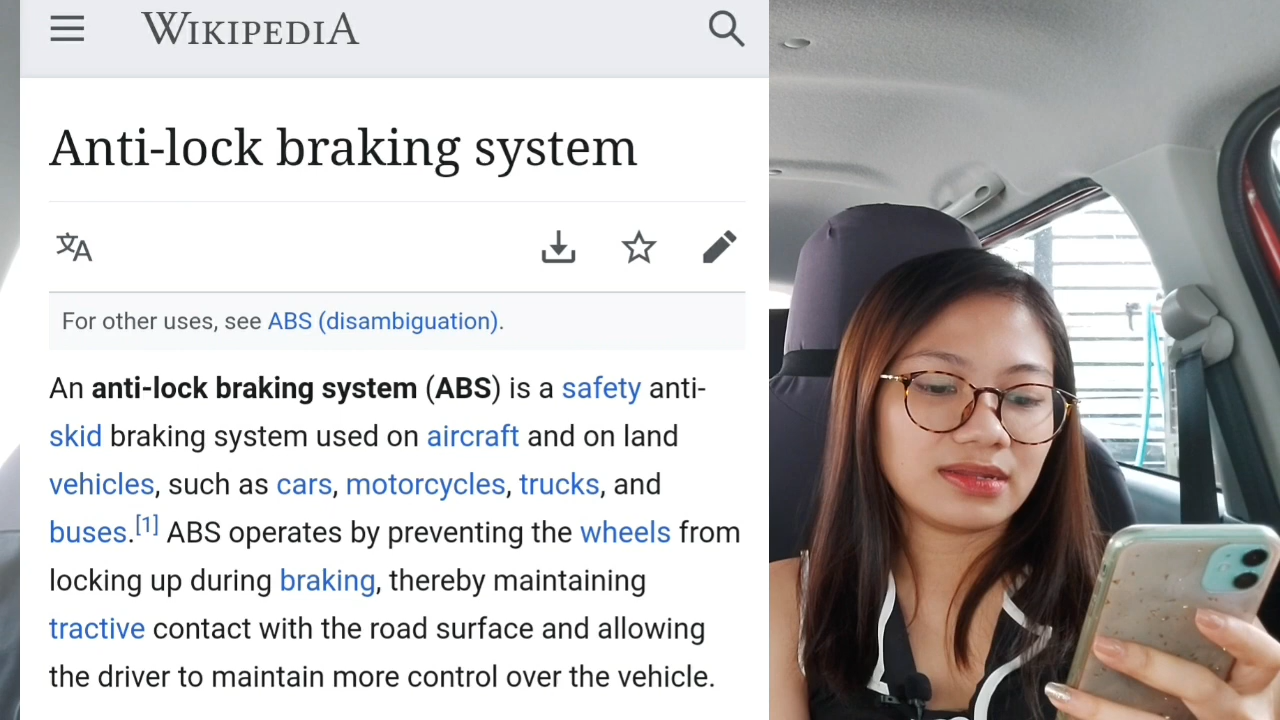 WIKIPEDIA
Anti-lock braking system
文A
For other uses, see ABS (disambiguation).
An anti-lock braking system (ABS) is a safety anti-
skid braking system used on aircraft and on land
vehicles, such as cars, motorcycles, trucks, and
buses.[1] ABS operates by preventing the wheels from
locking up during braking, thereby maintaining
tractive contact with the road surface and allowing
the driver to maintain more control over the vehicle.